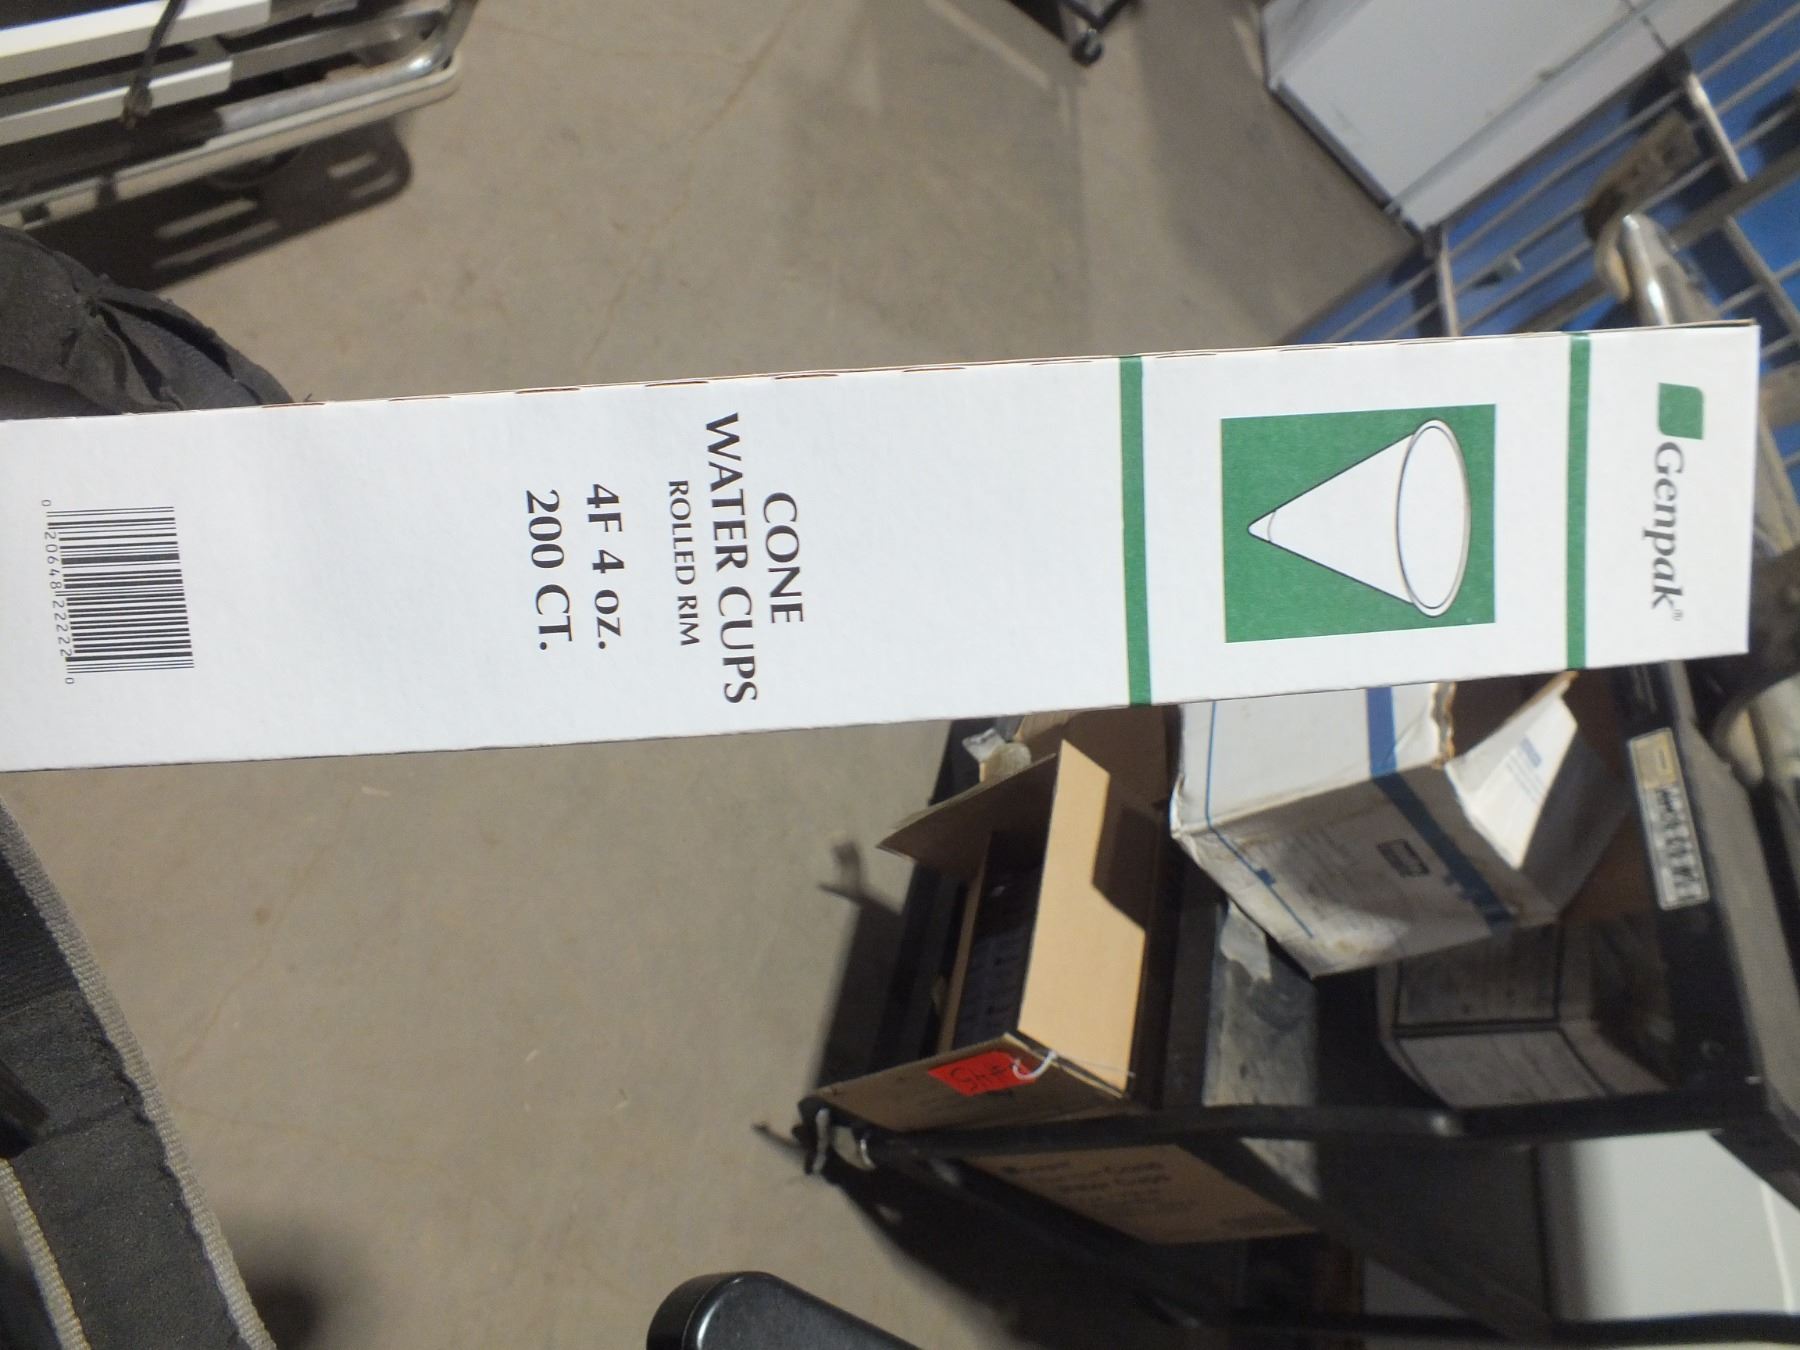 Genpak®
CONE
WATER CUPS
ROLLED RIM
4F 4 OZ.
200 CT.
0 20648 22222 0